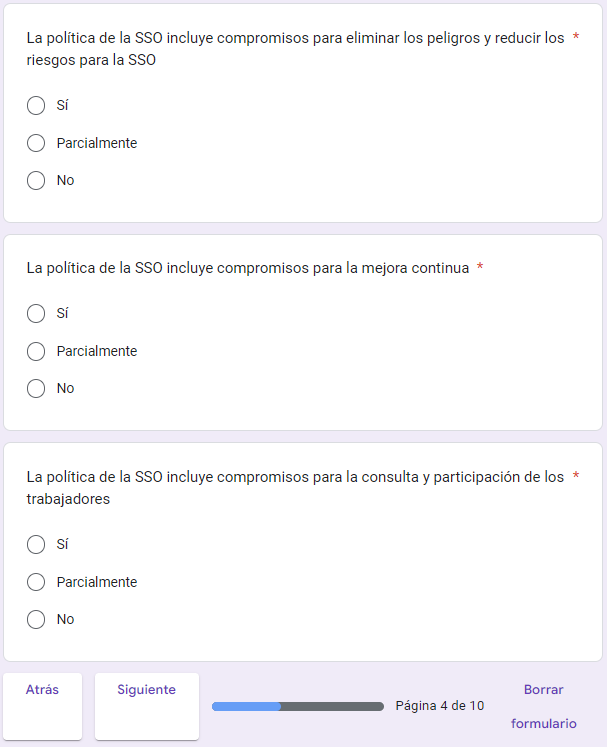 La política de la SSO incluye compromisos para eliminar los peligros y reducir los *
riesgos para la SSO
Sí
Parcialmente
No
La política de la SSO incluye compromisos para la mejora continua *
Sí
Parcialmente
No
La política de la SSO incluye compromisos para la consulta y participación de los *
trabajadores
Sí
Parcialmente
No
Atrás
Siguiente
Página 4 de 10
Borrar
formulario